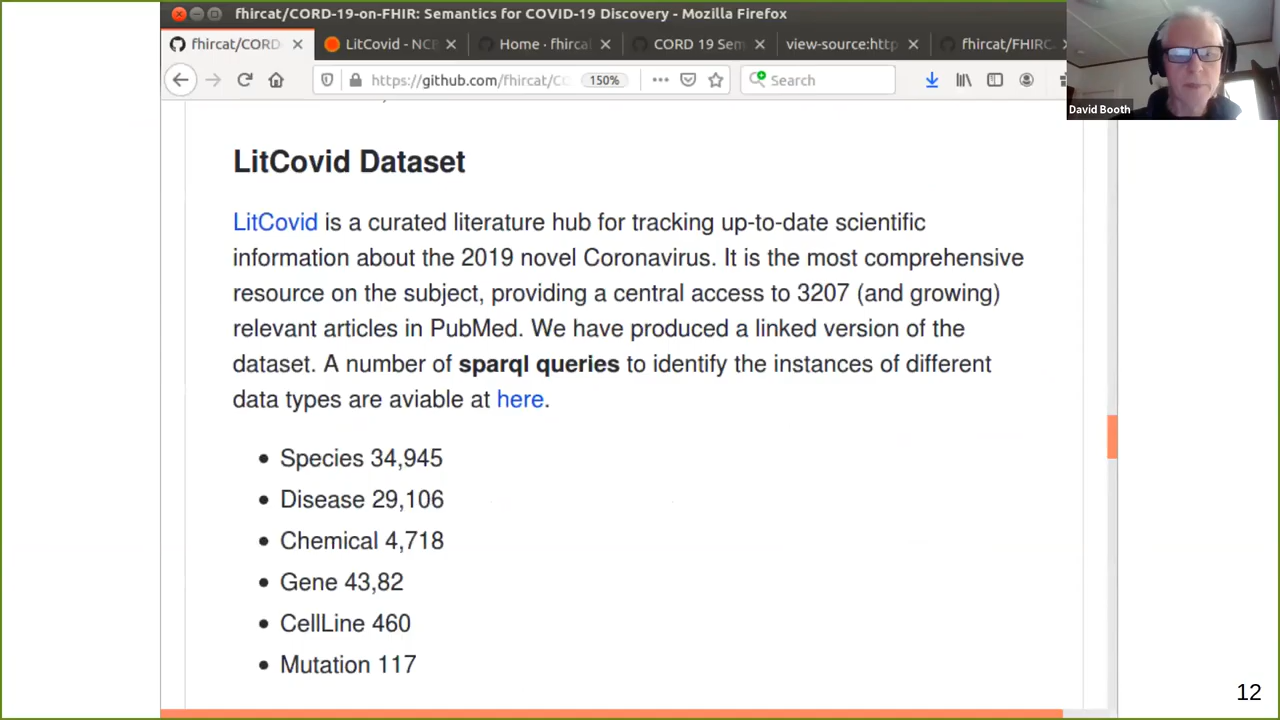 fhircat/CORD-19-on-FHIR: Semantics for COVID-19 Discovery - Mozilla Firefox
fhircat/CORD- LitCovid - NCB Home · fhircat CORD 19 Sem view-source:http fhircat/FHIRC
https://github.com/fhircat/CO 150% Search
David Booth
LitCovid Dataset
LitCovid is a curated literature hub for tracking up-to-date scientific
information about the 2019 novel Coronavirus. It is the most comprehensive
resource on the subject, providing a central access to 3207 (and growing)
relevant articles in PubMed. We have produced a linked version of the
dataset. A number of sparql queries to identify the instances of different
data types are aviable at here.
Species 34,945
Disease 29,106
Chemical 4,718
Gene 43,82
CellLine 460
Mutation 117
12